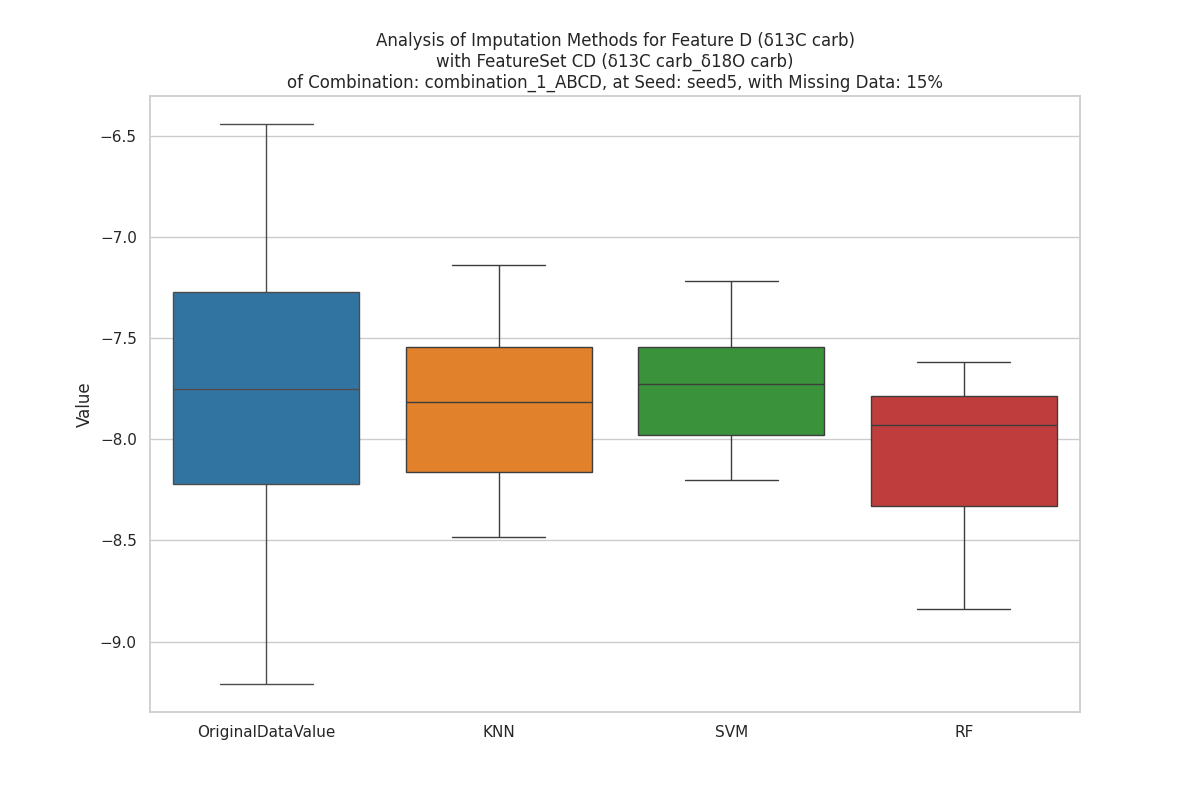 Analysis of Imputation Methods for Feature D (δ13C carb)
with FeatureSet CD (δ13C carb_δ18O carb)
of Combination: combination_1_ABCD, at Seed: seed5, with Missing Data: 15%
−6.5
−7.0
−7.5
−8.0
−8.5
−9.0
Value
OriginalDataValue
KNN
SVM
RF